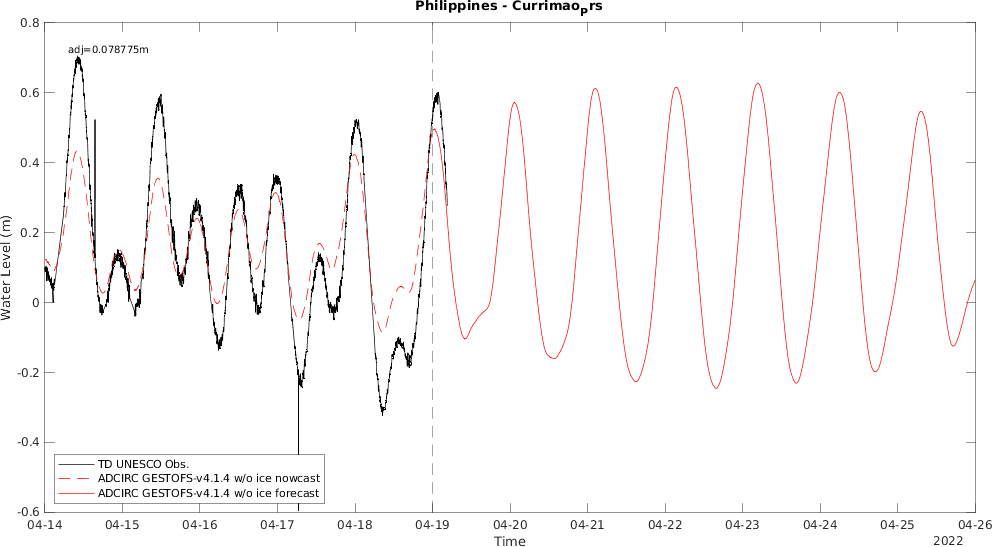 Philippines - Currimaoprs
adj=0.078775m
0.8
0.6
0.4
0.2
0
-0.2
-0.4
-0.6
Water Level (m)
TD UNESCO Obs.
ADCIRC GESTOFS-v4.1.4 w/o ice nowcast
ADCIRC GESTOFS-v4.1.4 w/o ice forecast
04-14 04-15 04-16 04-17 04-18 04-19 04-20 04-21 04-22 04-23 04-24 04-25 04-26
Time
2022